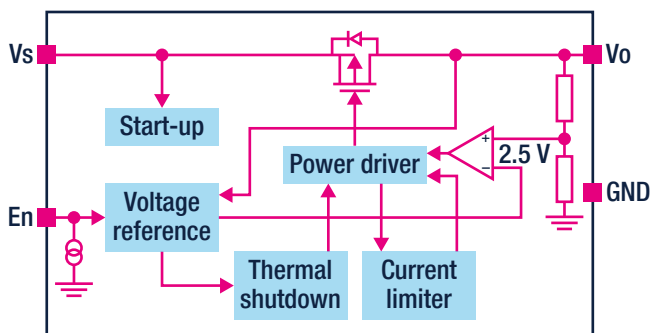 Vs
Vo
Start-up
+
2.5 V
−
Power driver
GND
En
Voltage
reference
Thermal
shutdown
Current
limiter